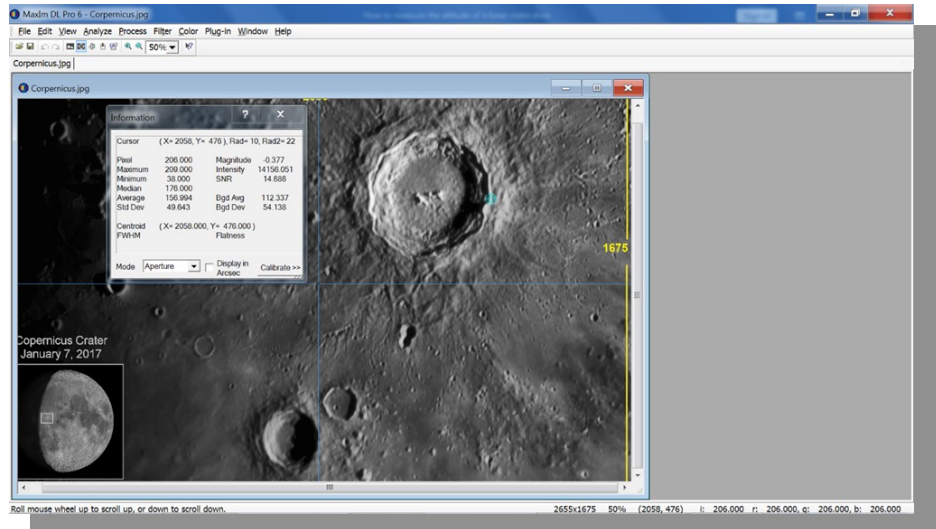 MaxIm DL Pro 6 - Corpernicus.jpg
File Edit View Analyze Process Filter Color Plug-in Window Help
50%
Corpernicus.jpg
Corpernicus.jpg
Information ? X
Cursor ( X= 2058, Y= 476 ), Rad= 10, Rad2= 22
Pixel 206.000 Magnitude -0.377
Maximum 209.000 Intensity 14156.051
Minimum 38.000 SNR 14.686
Median 176.000
Average 156.994 Bgd Avg 112.337
Std Dev 49.643 Bgd Dev 54.138
Centroid ( X= 2058.000, Y= 476.000 )
FWHM Flatness
Mode Aperture Display in Arcsec Calibrate >>
1675
Copernicus Crater
January 7, 2017
Roll mouse wheel up to scroll up, or down to scroll down. 2655x1675 50% (2058, 476) i: 206.000 r: 206.000, g: 206.000, b: 206.000